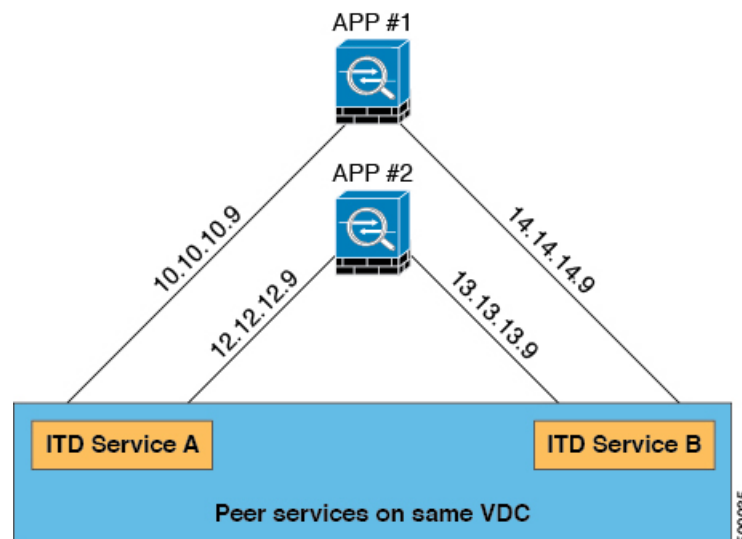 APP #1
APP #2
10.10.10.9
14.14.14.9
12.12.12.9
13.13.13.9
ITD Service A
ITD Service B
Peer services on same VDC